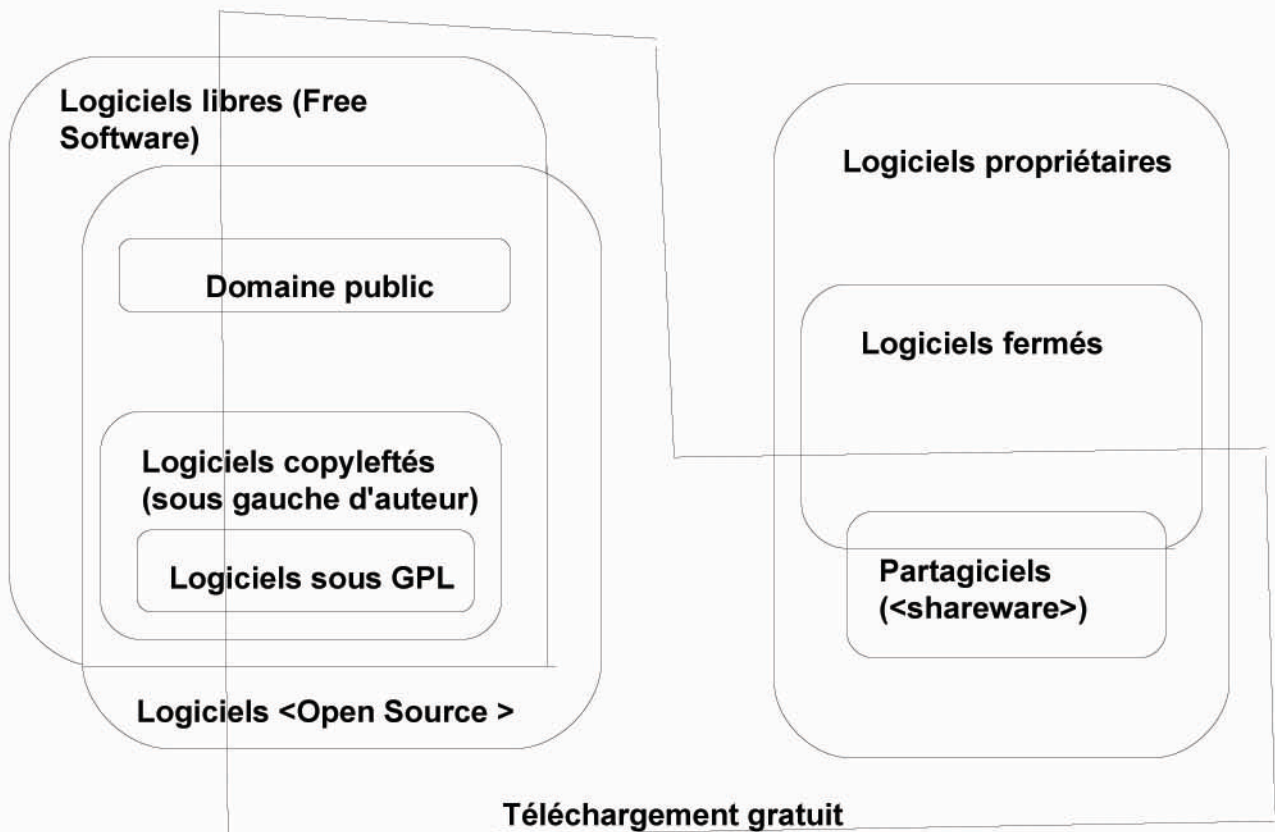 Logiciels libres (Free
Software)
Logiciels propriétaires
Domaine public
Logiciels fermés
Logiciels copyleftés
(sous gauche d'auteur)
Logiciels sous GPL
Partagiciels
(<shareware>)
Logiciels <Open Source >
Téléchargement gratuit